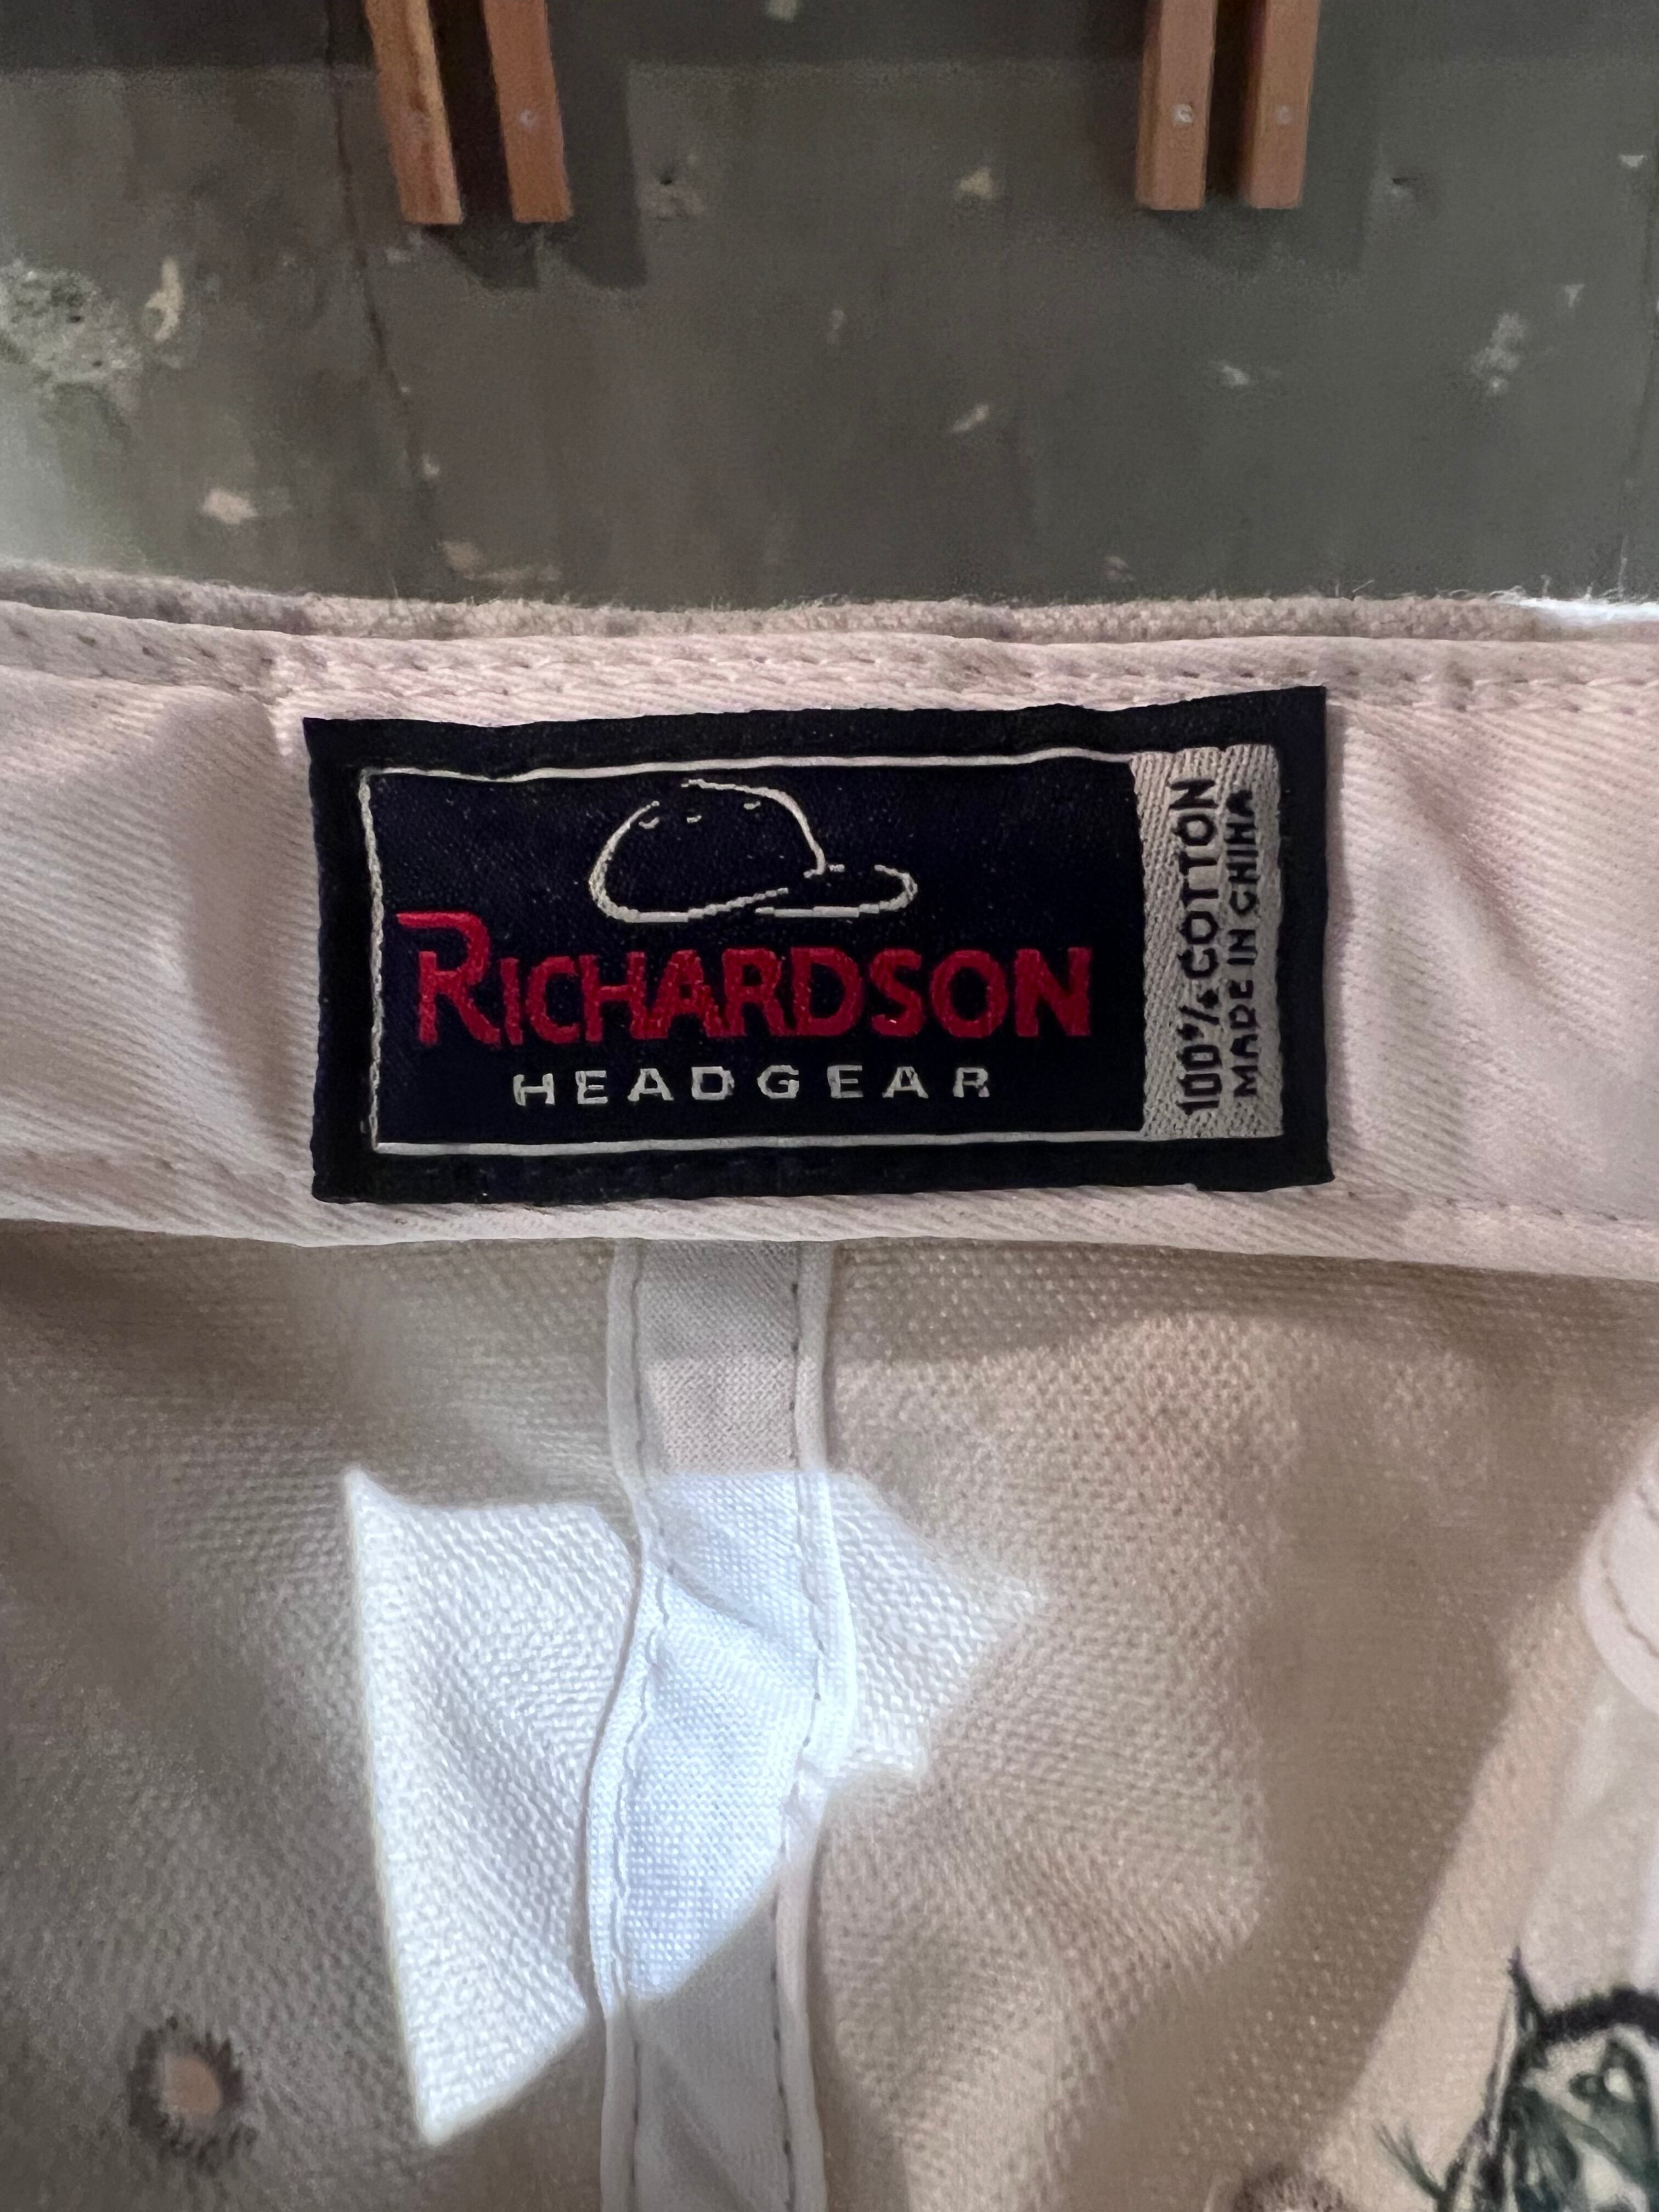 RICHARDSON
HEADGEAR
100% COTTON
MADE IN CHINA